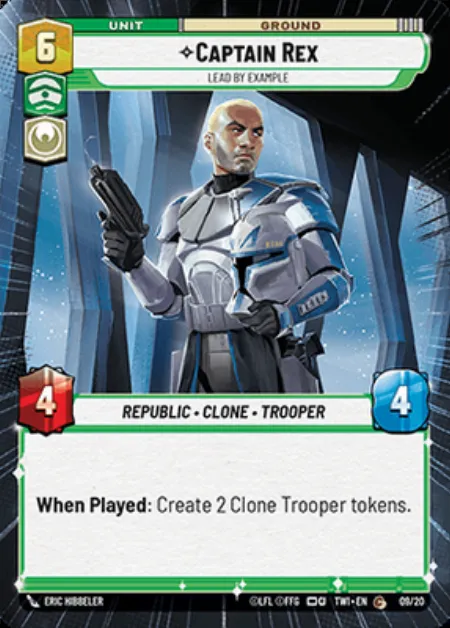 UNIT
GROUND
6
CAPTAIN REX
LEAD BY EXAMPLE
4
REPUBLIC • CLONE • TROOPER
4
When Played: Create 2 Clone Trooper tokens.
ERIC HIBBELER
©LFL ©FFG
TWI • EN
C
09/20